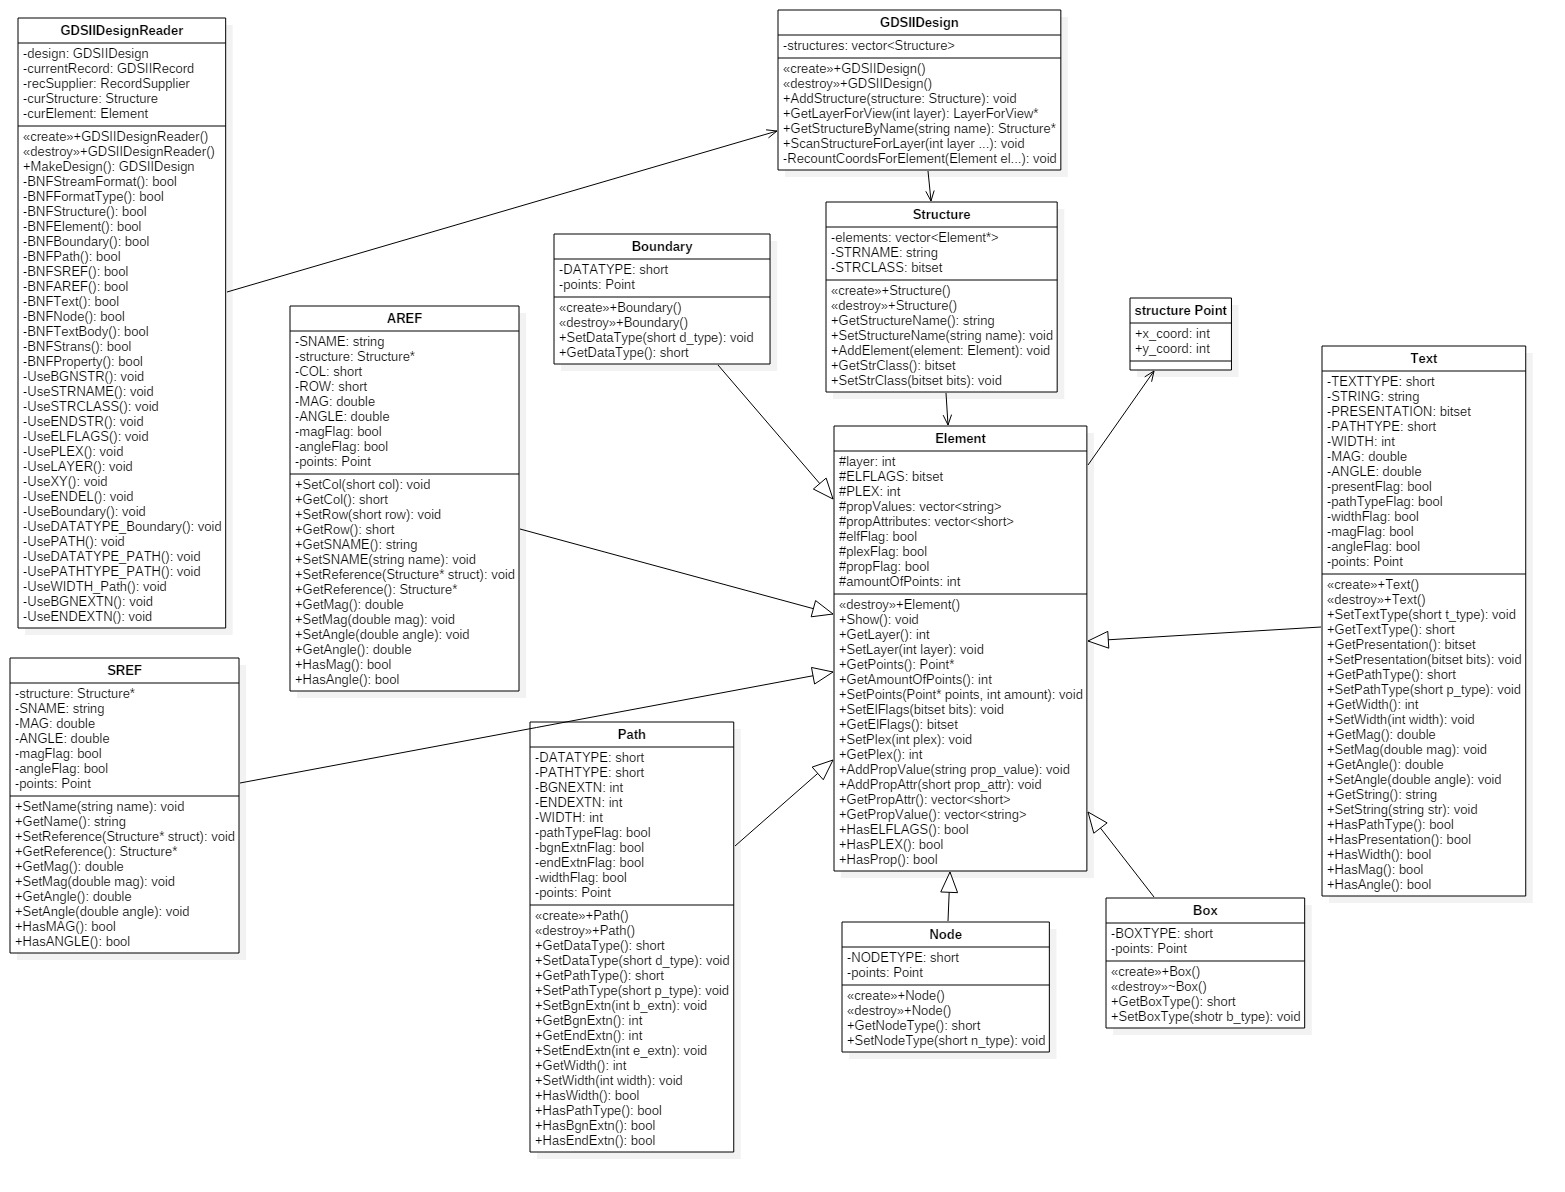 GDSIIDesignReader
-design: GDSIIDesign
-currentRecord: GDSIIRecord
-recSupplier: RecordSupplier
-curStructure: Structure
-curElement: Element
«create»+GDSIIDesignReader()
«destroy»+GDSIIDesignReader()
+MakeDesign(): GDSIIDesign
-BNFStreamFormat(): bool
-BNFFormatType(): bool
-BNFStructure(): bool
-BNFElement(): bool
-BNFBoundary(): bool
-BNFPath(): bool
-BNFSREF(): bool
-BNFAREF(): bool
-BNFText(): bool
-BNFNode(): bool
-BNFTextBody(): bool
-BNFStrans(): bool
-BNFProperty(): bool
-UseBGNSTR(): void
-UseSTRNAME(): void
-UseSTRCLASS(): void
-UseENDSTR(): void
-UseELFLAGS(): void
-UsePLEX(): void
-UseLAYER(): void
-UseXY(): void
-UseENDEL(): void
-UseBoundary(): void
-UseDATATYPE_Boundary(): void
-UsePATH(): void
-UseDATATYPE_PATH(): void
-UsePATHTYPE_PATH(): void
-UseWIDTH_Path(): void
-UseBGNEXTN(): void
-UseENDEXTN(): void
GDSIIDesign
-structures: vector<Structure>
«create»+GDSIIDesign()
«destroy»+GDSIIDesign()
+AddStructure(structure: Structure): void
+GetLayerForView(int layer): LayerForView*
+GetStructureByName(string name): Structure*
+ScanStructureForLayer(int layer ...): void
-RecountCoordsForElement(Element el...): void
Structure
-elements: vector<Element*>
-STRNAME: string
-STRCLASS: bitset
«create»+Structure()
«destroy»+Structure()
+GetStructureName(): string
+SetStructureName(string name): void
+AddElement(element: Element): void
+GetStrClass(): bitset
+SetStrClass(bitset bits): void
Boundary
-DATATYPE: short
-points: Point
«create»+Boundary()
«destroy»+Boundary()
+SetDataType(short d_type): void
+GetDataType(): short
structure Point
+x_coord: int
+y_coord: int
AREF
-SNAME: string
-structure: Structure*
-COL: short
-ROW: short
-MAG: double
-ANGLE: double
-magFlag: bool
-angleFlag: bool
-points: Point
+SetCol(short col): void
+GetCol(): short
+SetRow(short row): void
+GetRow(): short
+GetSNAME(): string
+SetSNAME(string name): void
+SetReference(Structure* struct): void
+GetReference(): Structure*
+GetMag(): double
+SetMag(double mag): void
+SetAngle(double angle): void
+GetAngle(): double
+HasMag(): bool
+HasAngle(): bool
Text
-TEXTTYPE: short
-STRING: string
-PRESENTATION: bitset
-PATHTYPE: short
-WIDTH: int
-MAG: double
-ANGLE: double
-presentFlag: bool
-pathTypeFlag: bool
-widthFlag: bool
-magFlag: bool
-angleFlag: bool
-points: Point
«create»+Text()
«destroy»+Text()
+SetTextType(short t_type): void
+GetTextType(): short
+GetPresentation(): bitset
+SetPresentation(bitset bits): void
+GetPathType(): short
+SetPathType(short p_type): void
+GetWidth(): int
+SetWidth(int width): void
+GetMag(): double
+SetMag(double mag): void
+GetAngle(): double
+SetAngle(double angle): void
+GetString(): string
+SetString(string str): void
+HasPathType(): bool
+HasPresentation(): bool
+HasWidth(): bool
+HasMag(): bool
+HasAngle(): bool
Element
#layer: int
#ELFLAGS: bitset
#PLEX: int
#propValues: vector<string>
#propAttributes: vector<short>
#elfFlag: bool
#plexFlag: bool
#propFlag: bool
#amountOfPoints: int
«destroy»+Element()
+Show(): void
+GetLayer(): int
+SetLayer(int layer): void
+GetPoints(): Point*
+GetAmountOfPoints(): int
+SetPoints(Point* points, int amount): void
+SetElFlags(bitset bits): void
+GetElFlags(): bitset
+SetPlex(int plex): void
+GetPlex(): int
+AddPropValue(string prop_value): void
+AddPropAttr(short prop_attr): void
+GetPropAttr(): vector<short>
+GetPropValue(): vector<string>
+HasELFLAGS(): bool
+HasPLEX(): bool
+HasProp(): bool
SREF
-structure: Structure*
-SNAME: string
-MAG: double
-ANGLE: double
-magFlag: bool
-angleFlag: bool
-points: Point
+SetName(string name): void
+GetName(): string
+SetReference(Structure* struct): void
+GetReference(): Structure*
+GetMag(): double
+SetMag(double mag): void
+GetAngle(): double
+SetAngle(double angle): void
+HasMAG(): bool
+HasANGLE(): bool
Path
-DATATYPE: short
-PATHTYPE: short
-BGNEXTN: int
-ENDEXTN: int
-WIDTH: int
-pathTypeFlag: bool
-bgnExtnFlag: bool
-endExtnFlag: bool
-widthFlag: bool
-points: Point
«create»+Path()
«destroy»+Path()
+GetDataType(): short
+SetDataType(short d_type): void
+GetPathType(): short
+SetPathType(short p_type): void
+SetBgnExtn(int b_extn): void
+GetBgnExtn(): int
+GetEndExtn(): int
+SetEndExtn(int e_extn): void
+GetWidth(): int
+SetWidth(int width): void
+HasWidth(): bool
+HasPathType(): bool
+HasBgnExtn(): bool
+HasEndExtn(): bool
Node
-NODETYPE: short
-points: Point
«create»+Node()
«destroy»+Node()
+GetNodeType(): short
+SetNodeType(short n_type): void
Box
-BOXTYPE: short
-points: Point
«create»+Box()
«destroy»~Box()
+GetBoxType(): short
+SetBoxType(shotr b_type): void